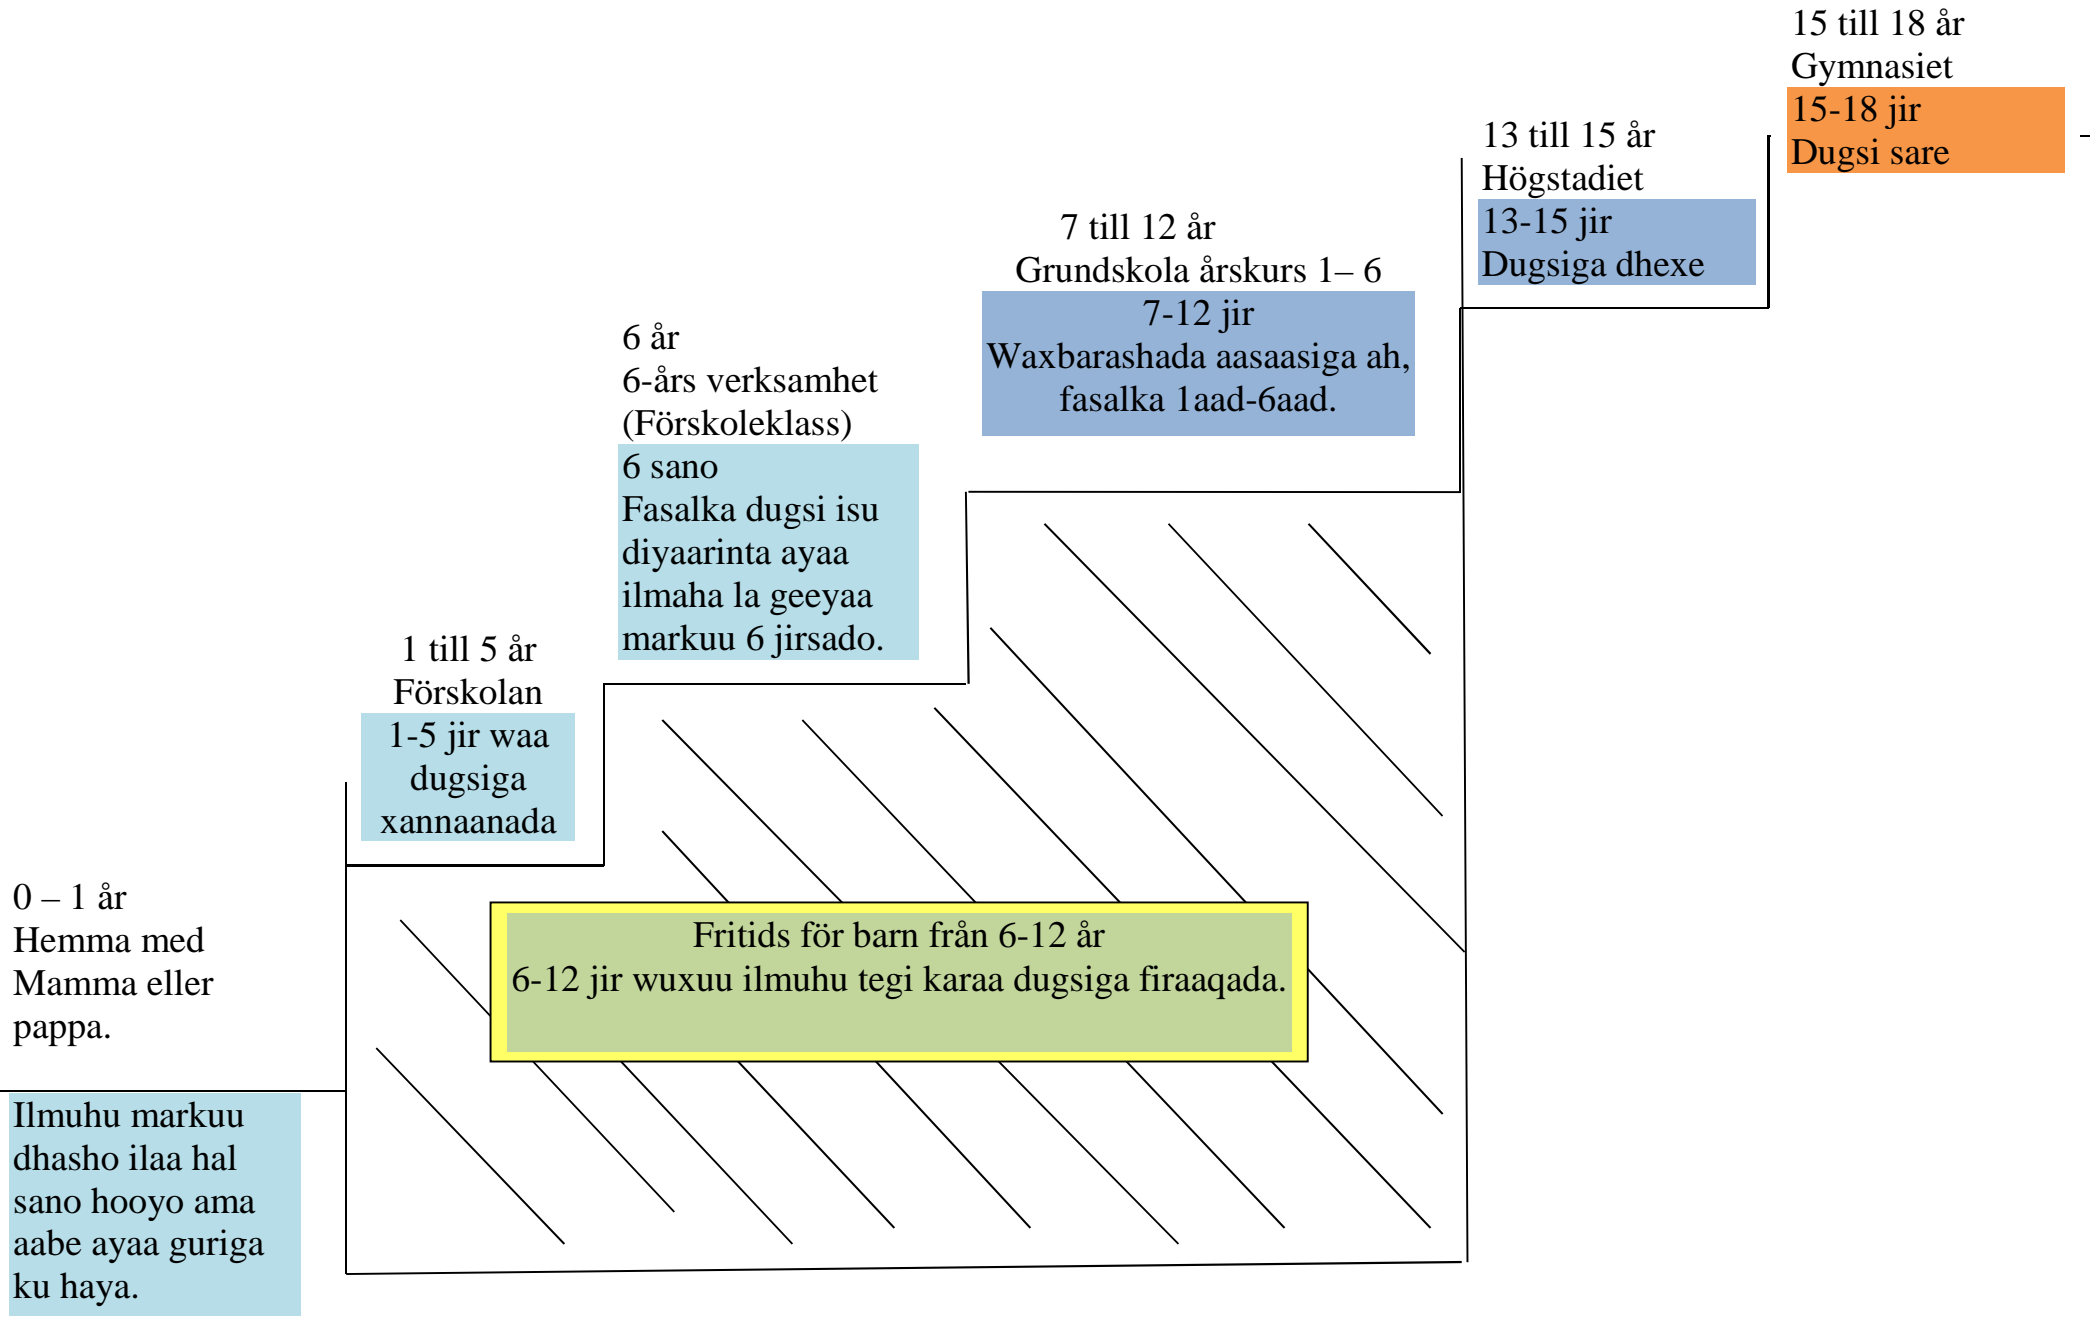 0 – 1 år
Hemma med
Mamma eller
pappa.
Ilmuhu markuu
dhasho ilaa hal
sano hooyo ama
aabe ayaa guriga
ku haya.
1 till 5 år
Förskolan
1-5 jir waa
dugsiga
xannaanada
6 år
6-års verksamhet
(Förskoleklass)
6 sano
Fasalka dugsi isu
diyaarinta ayaa
ilmaha la geeyaa
markuu 6 jirsado.
7 till 12 år
Grundskola årskurs 1– 6
7-12 jir
Waxbarashada aasaasiga ah,
fasalka 1aad-6aad.
13 till 15 år
Högstadiet
13-15 jir
Dugsiga dhexe
15 till 18 år
Gymnasiet
15-18 jir
Dugsi sare
Fritids för barn från 6-12 år
6-12 jir wuxuu ilmuhu tegi karaa dugsiga firaaqada.